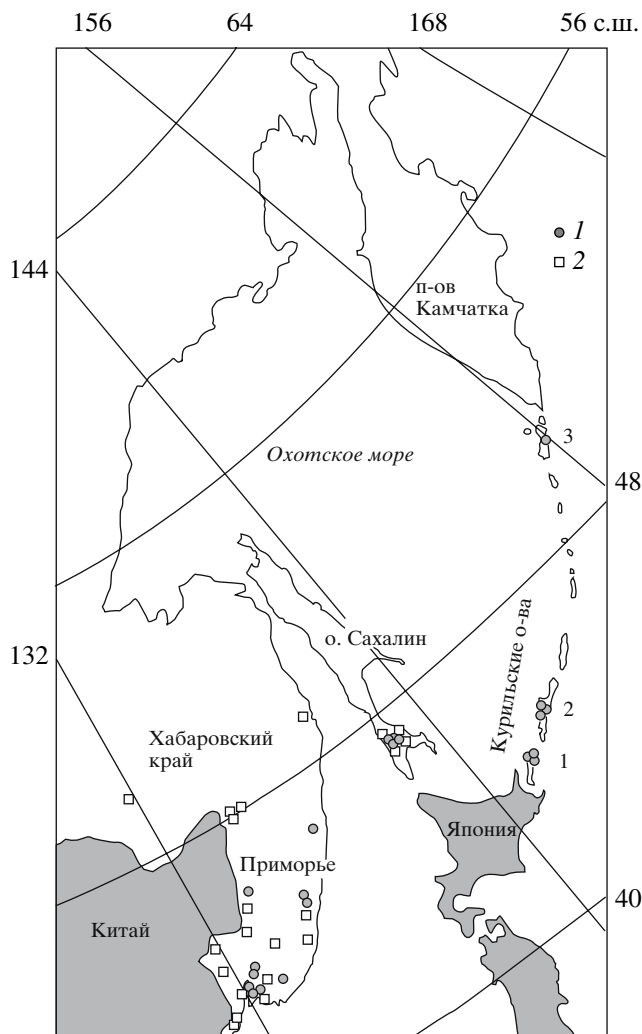 156
64
168
56 с.ш.
1
2
144
п-ов
Камчатка
3
Охотское море
48
132
о. Сахалин
Курильские о-ва
2
Хабаровский
край
1
Япония
Приморье
40
Китай